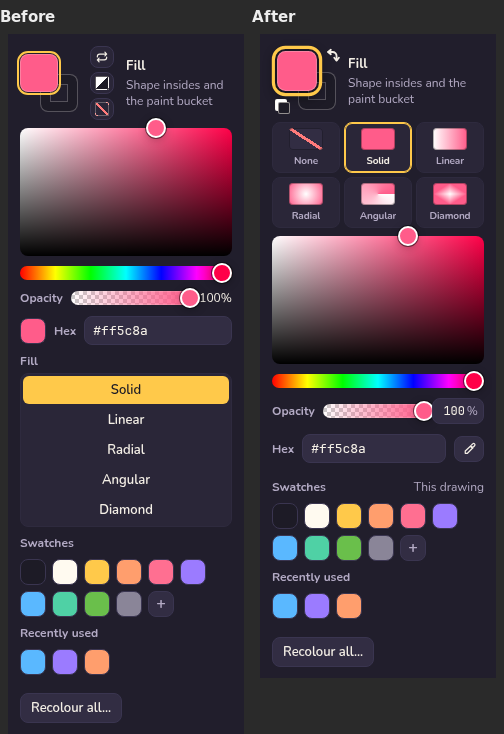 Before
Fill
Shape insides and
the paint bucket
Opacity
100%
Hex
#ff5c8a
Fill
Solid
Linear
Radial
Angular
Diamond
Swatches
+
Recently used
Recolour all...
After
Fill
Shape insides and the
paint bucket
None
Solid
Linear
Radial
Angular
Diamond
Opacity
100 %
Hex
#ff5c8a
Swatches
This drawing
+
Recently used
Recolour all...